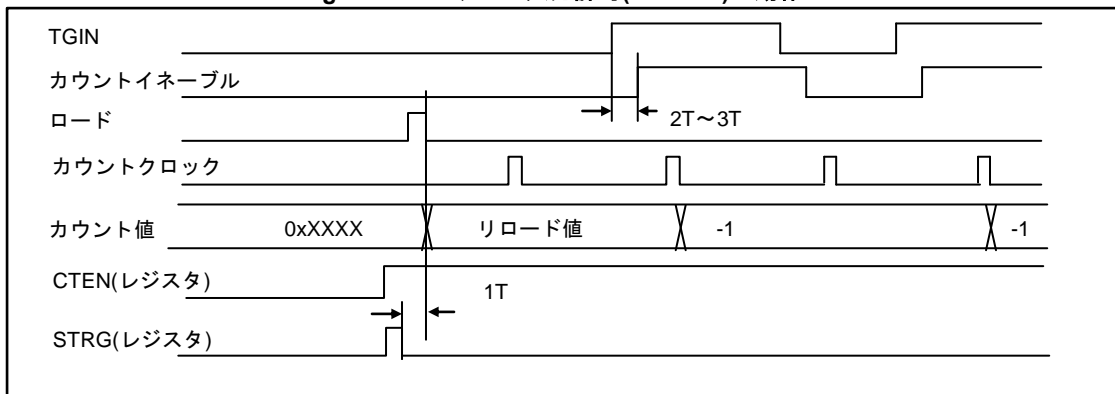 TGIN
カウントイネーブル
2T～3T
ロード
カウントクロック
カウント値 0xXXXX リロード値 -1 -1
CTEN(レジスタ)
1T
STRG(レジスタ)